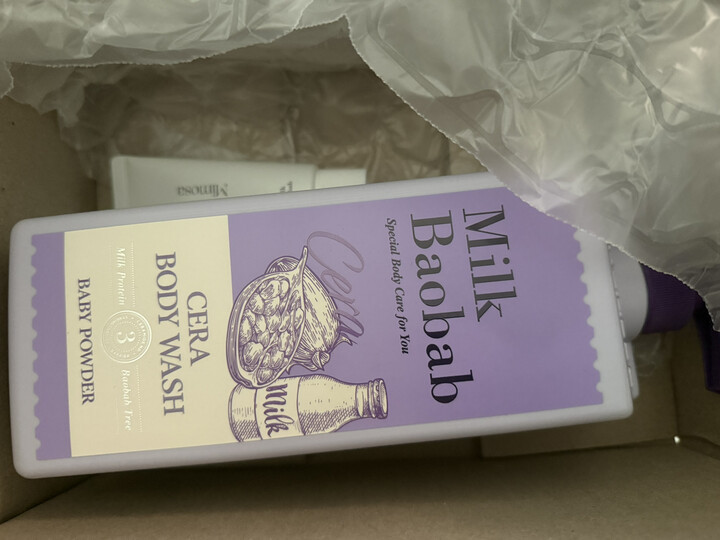 Milk
Baobab
Special Body Care for You
Cera
Milk
CERA
BODY WASH
Milk Protein
3
Baobab Tree
BABY POWDER